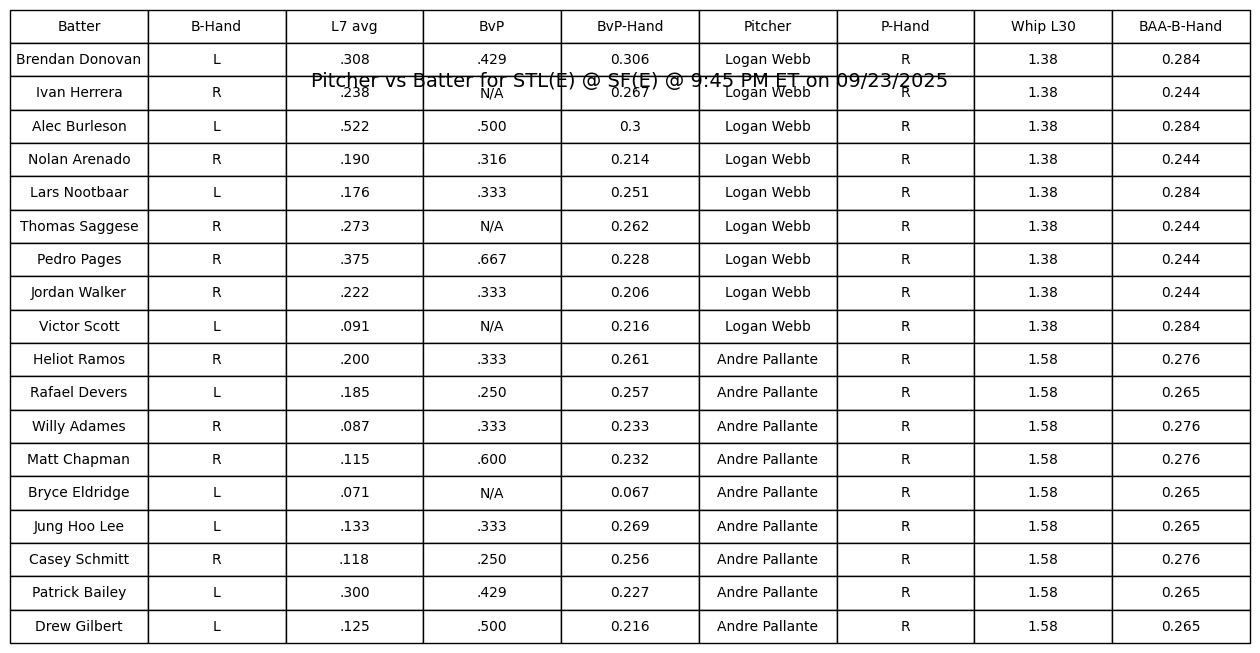 Batter B-Hand L7 avg BvP BvP-Hand Pitcher P-Hand Whip L30 BAA-B-Hand
Brendan Donovan L .308 .429 0.306 Logan Webb R 1.38 0.284
Pitcher vs Batter for STL(E) @ SF(E) @ 9:45 PM ET on 09/23/2025
Ivan Herrera R .238 N/A 0.267 Logan Webb R 1.38 0.244
Alec Burleson L .522 .500 0.3 Logan Webb R 1.38 0.284
Nolan Arenado R .190 .316 0.214 Logan Webb R 1.38 0.244
Lars Nootbaar L .176 .333 0.251 Logan Webb R 1.38 0.284
Thomas Saggese R .273 N/A 0.262 Logan Webb R 1.38 0.244
Pedro Pages R .375 .667 0.228 Logan Webb R 1.38 0.244
Jordan Walker R .222 .333 0.206 Logan Webb R 1.38 0.244
Victor Scott L .091 N/A 0.216 Logan Webb R 1.38 0.284
Heliot Ramos R .200 .333 0.261 Andre Pallante R 1.58 0.276
Rafael Devers L .185 .250 0.257 Andre Pallante R 1.58 0.265
Willy Adames R .087 .333 0.233 Andre Pallante R 1.58 0.276
Matt Chapman R .115 .600 0.232 Andre Pallante R 1.58 0.276
Bryce Eldridge L .071 N/A 0.067 Andre Pallante R 1.58 0.265
Jung Hoo Lee L .133 .333 0.269 Andre Pallante R 1.58 0.265
Casey Schmitt R .118 .250 0.256 Andre Pallante R 1.58 0.276
Patrick Bailey L .300 .429 0.227 Andre Pallante R 1.58 0.265
Drew Gilbert L .125 .500 0.216 Andre Pallante R 1.58 0.265